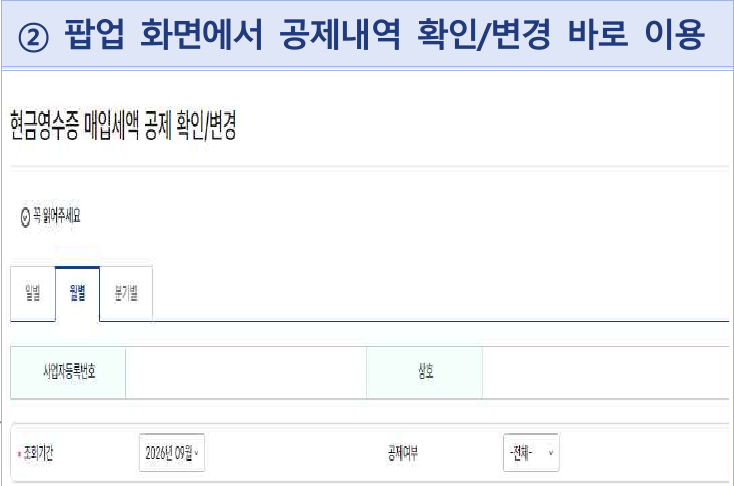 ② 팝업 화면에서 공제내역 확인/변경 바로 이용
현금영수증 매입세액 공제 확인/변경
꼭 읽어주세요
일별 월별 분기별
사업자등록번호 상호
* 조회기간 2026년 09월 공제여부 -전체-